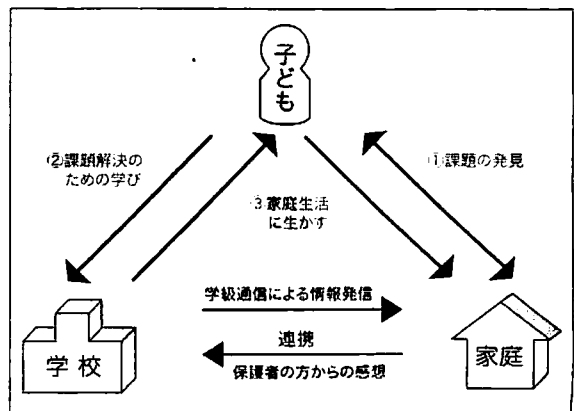 子ども
②課題解決の
ための学び
①課題の発見
③家庭生活
に生かす
学級通信による情報発信
連携
保護者の方からの感想
学校
家庭